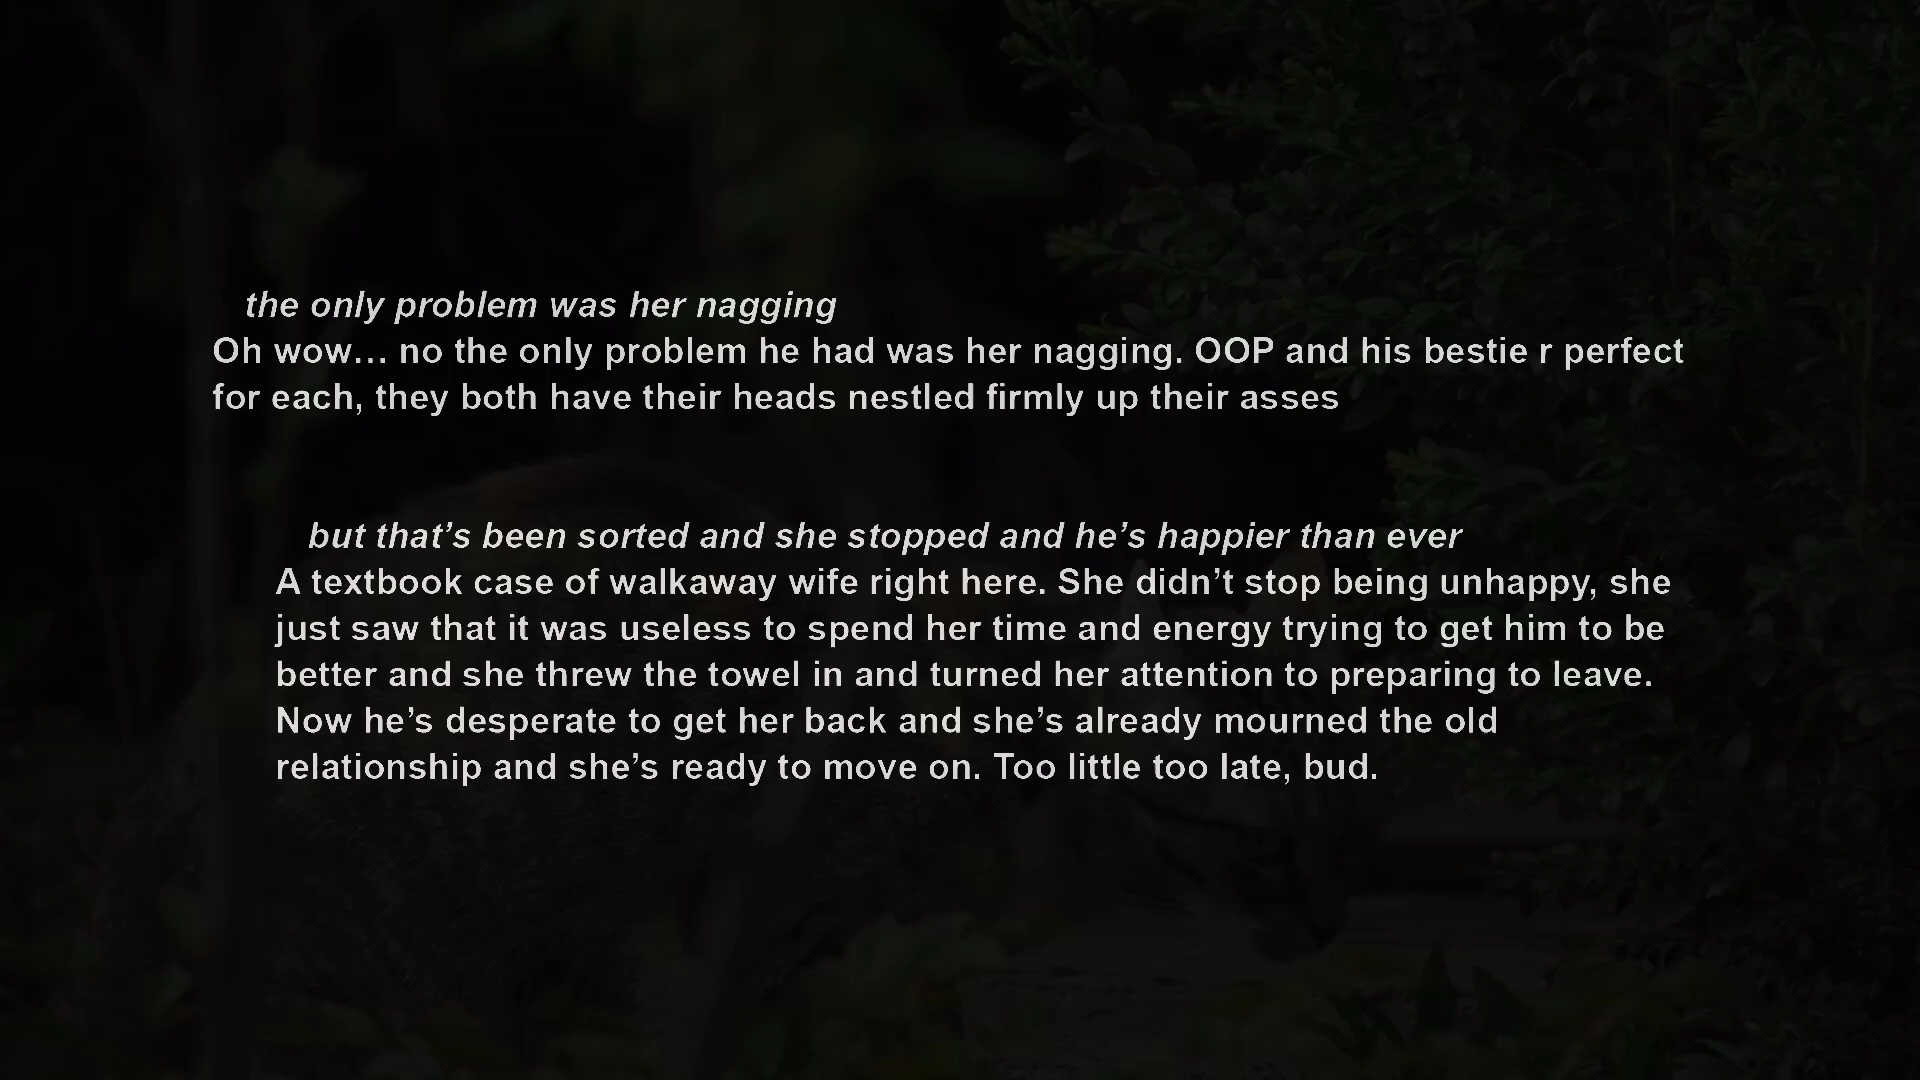 the only problem was her nagging
Oh wow… no the only problem he had was her nagging. OOP and his bestie r perfect
for each, they both have their heads nestled firmly up their asses
but that’s been sorted and she stopped and he’s happier than ever
A textbook case of walkaway wife right here. She didn’t stop being unhappy, she
just saw that it was useless to spend her time and energy trying to get him to be
better and she threw the towel in and turned her attention to preparing to leave.
Now he’s desperate to get her back and she’s already mourned the old
relationship and she’s ready to move on. Too little too late, bud.